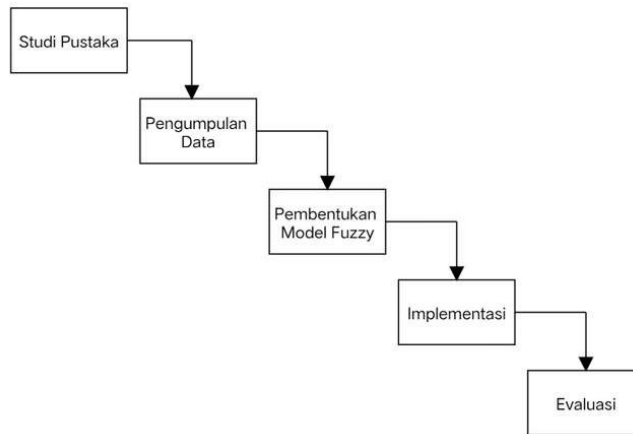 Studi Pustaka
Pengumpulan
Data
Pembentukan
Model Fuzzy
Implementasi
Evaluasi